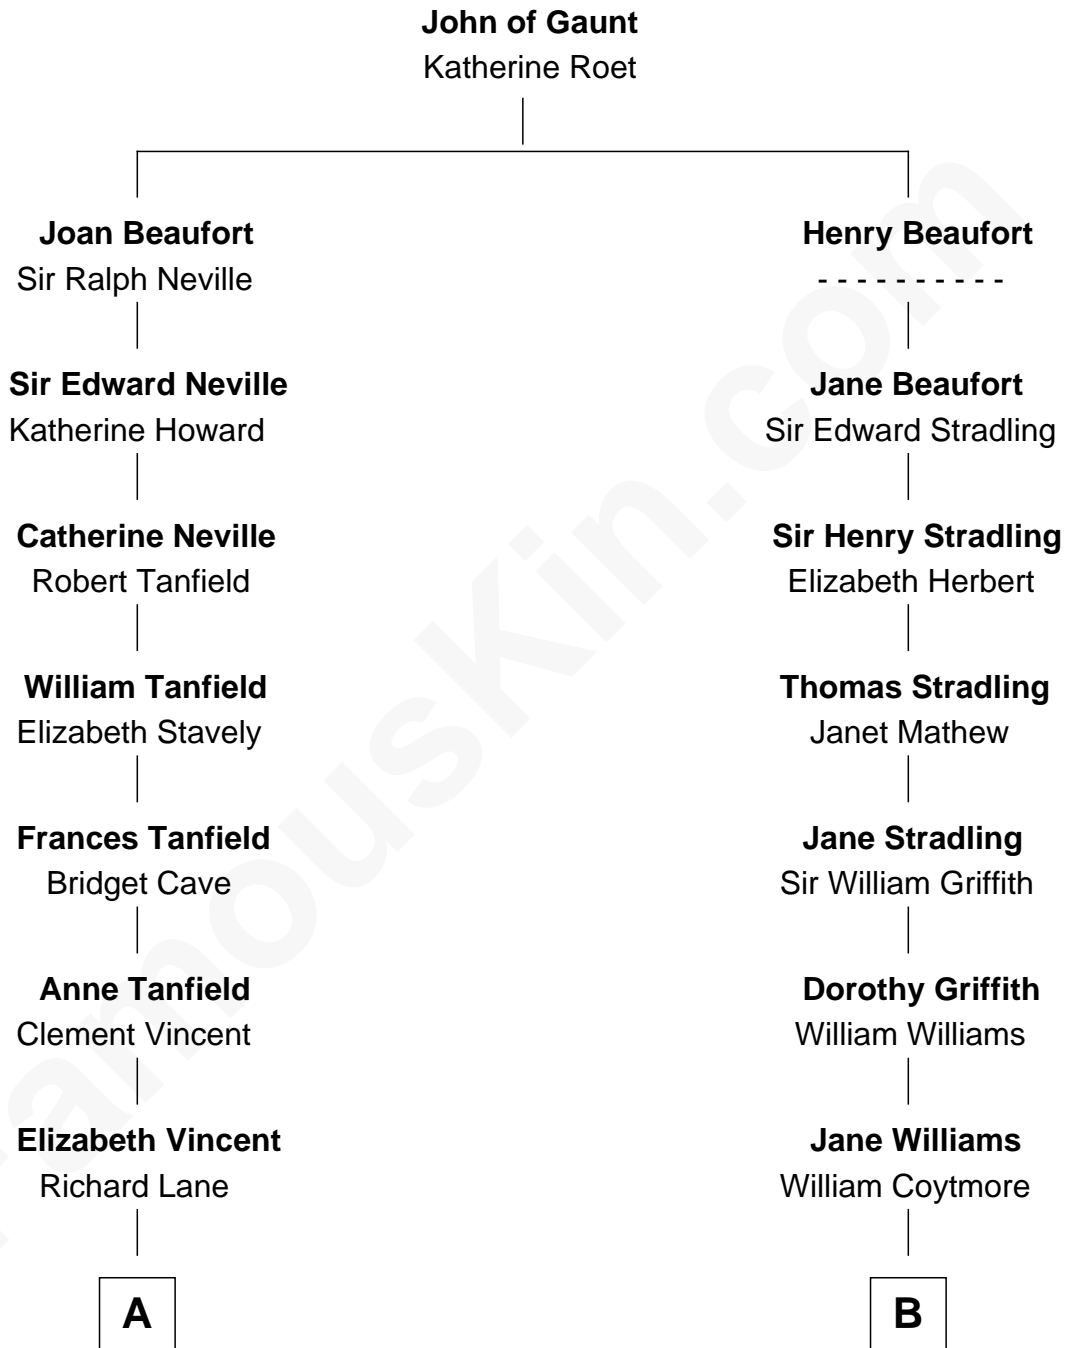 John of Gaunt
Katherine Roet
Joan Beaufort
Sir Ralph Neville
Henry Beaufort
- - - - - - - - - -
Sir Edward Neville
Katherine Howard
Jane Beaufort
Sir Edward Stradling
Catherine Neville
Robert Tanfield
Sir Henry Stradling
Elizabeth Herbert
William Tanfield
Elizabeth Stavely
Thomas Stradling
Janet Mathew
Frances Tanfield
Bridget Cave
Jane Stradling
Sir William Griffith
Anne Tanfield
Clement Vincent
Dorothy Griffith
William Williams
Elizabeth Vincent
Richard Lane
Jane Williams
William Coytmore
A
B
FamousKin.com